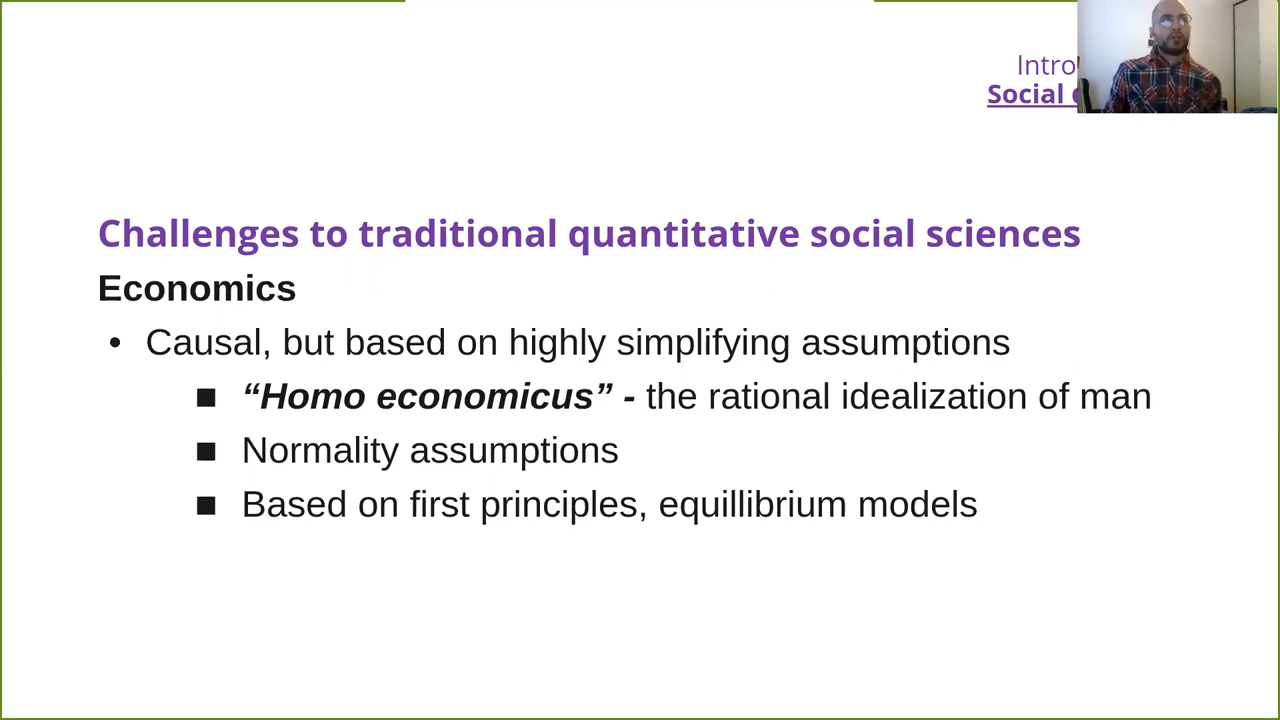 Intro
Social
Challenges to traditional quantitative social sciences
Economics
• Causal, but based on highly simplifying assumptions
■ “Homo economicus” - the rational idealization of man
■ Normality assumptions
■ Based on first principles, equillibrium models